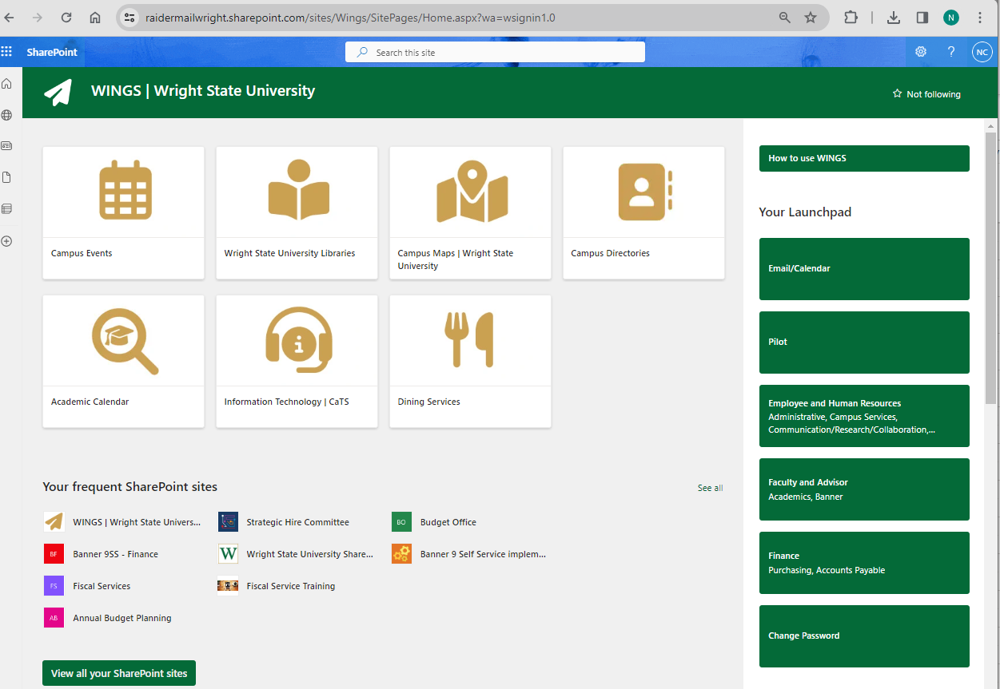 raidermailwright.sharepoint.com/sites/Wings/SitePages/Home.aspx?wa=wsignin1.0
N
SharePoint
Search this site
?
NC
WINGS | Wright State University
Not following
Campus Events
Wright State University Libraries
Campus Maps | Wright State
University
Campus Directories
Academic Calendar
Information Technology | CaTS
Dining Services
Your frequent SharePoint sites
See all
WINGS | Wright State Univers...
Strategic Hire Committee
BO
Budget Office
BF
Banner 9SS - Finance
W
Wright State University Share...
Banner 9 Self Service implem...
FS
Fiscal Services
Fiscal Service Training
AB
Annual Budget Planning
View all your SharePoint sites
How to use WINGS
Your Launchpad
Email/Calendar
Pilot
Employee and Human Resources
Administrative, Campus Services,
Communication/Research/Collaboration,...
Faculty and Advisor
Academics, Banner
Finance
Purchasing, Accounts Payable
Change Password